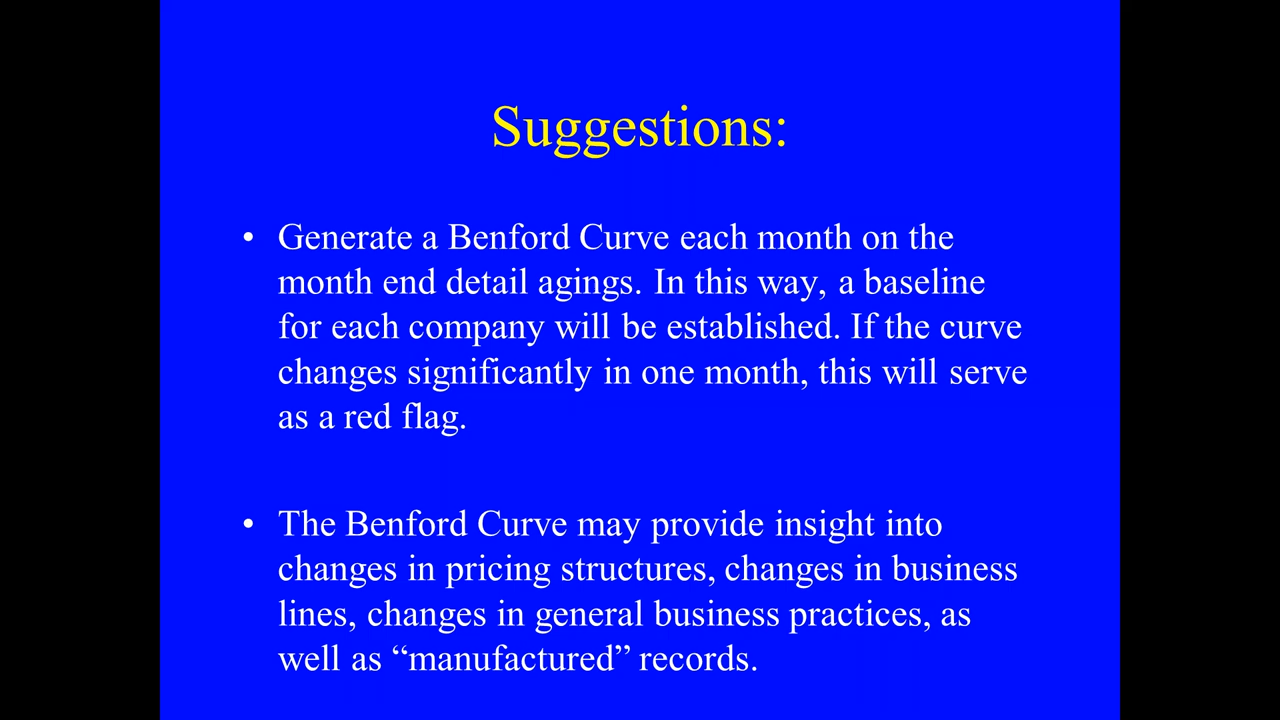 Suggestions:
• Generate a Benford Curve each month on the
month end detail agings. In this way, a baseline
for each company will be established. If the curve
changes significantly in one month, this will serve
as a red flag.
• The Benford Curve may provide insight into
changes in pricing structures, changes in business
lines, changes in general business practices, as
well as “manufactured” records.